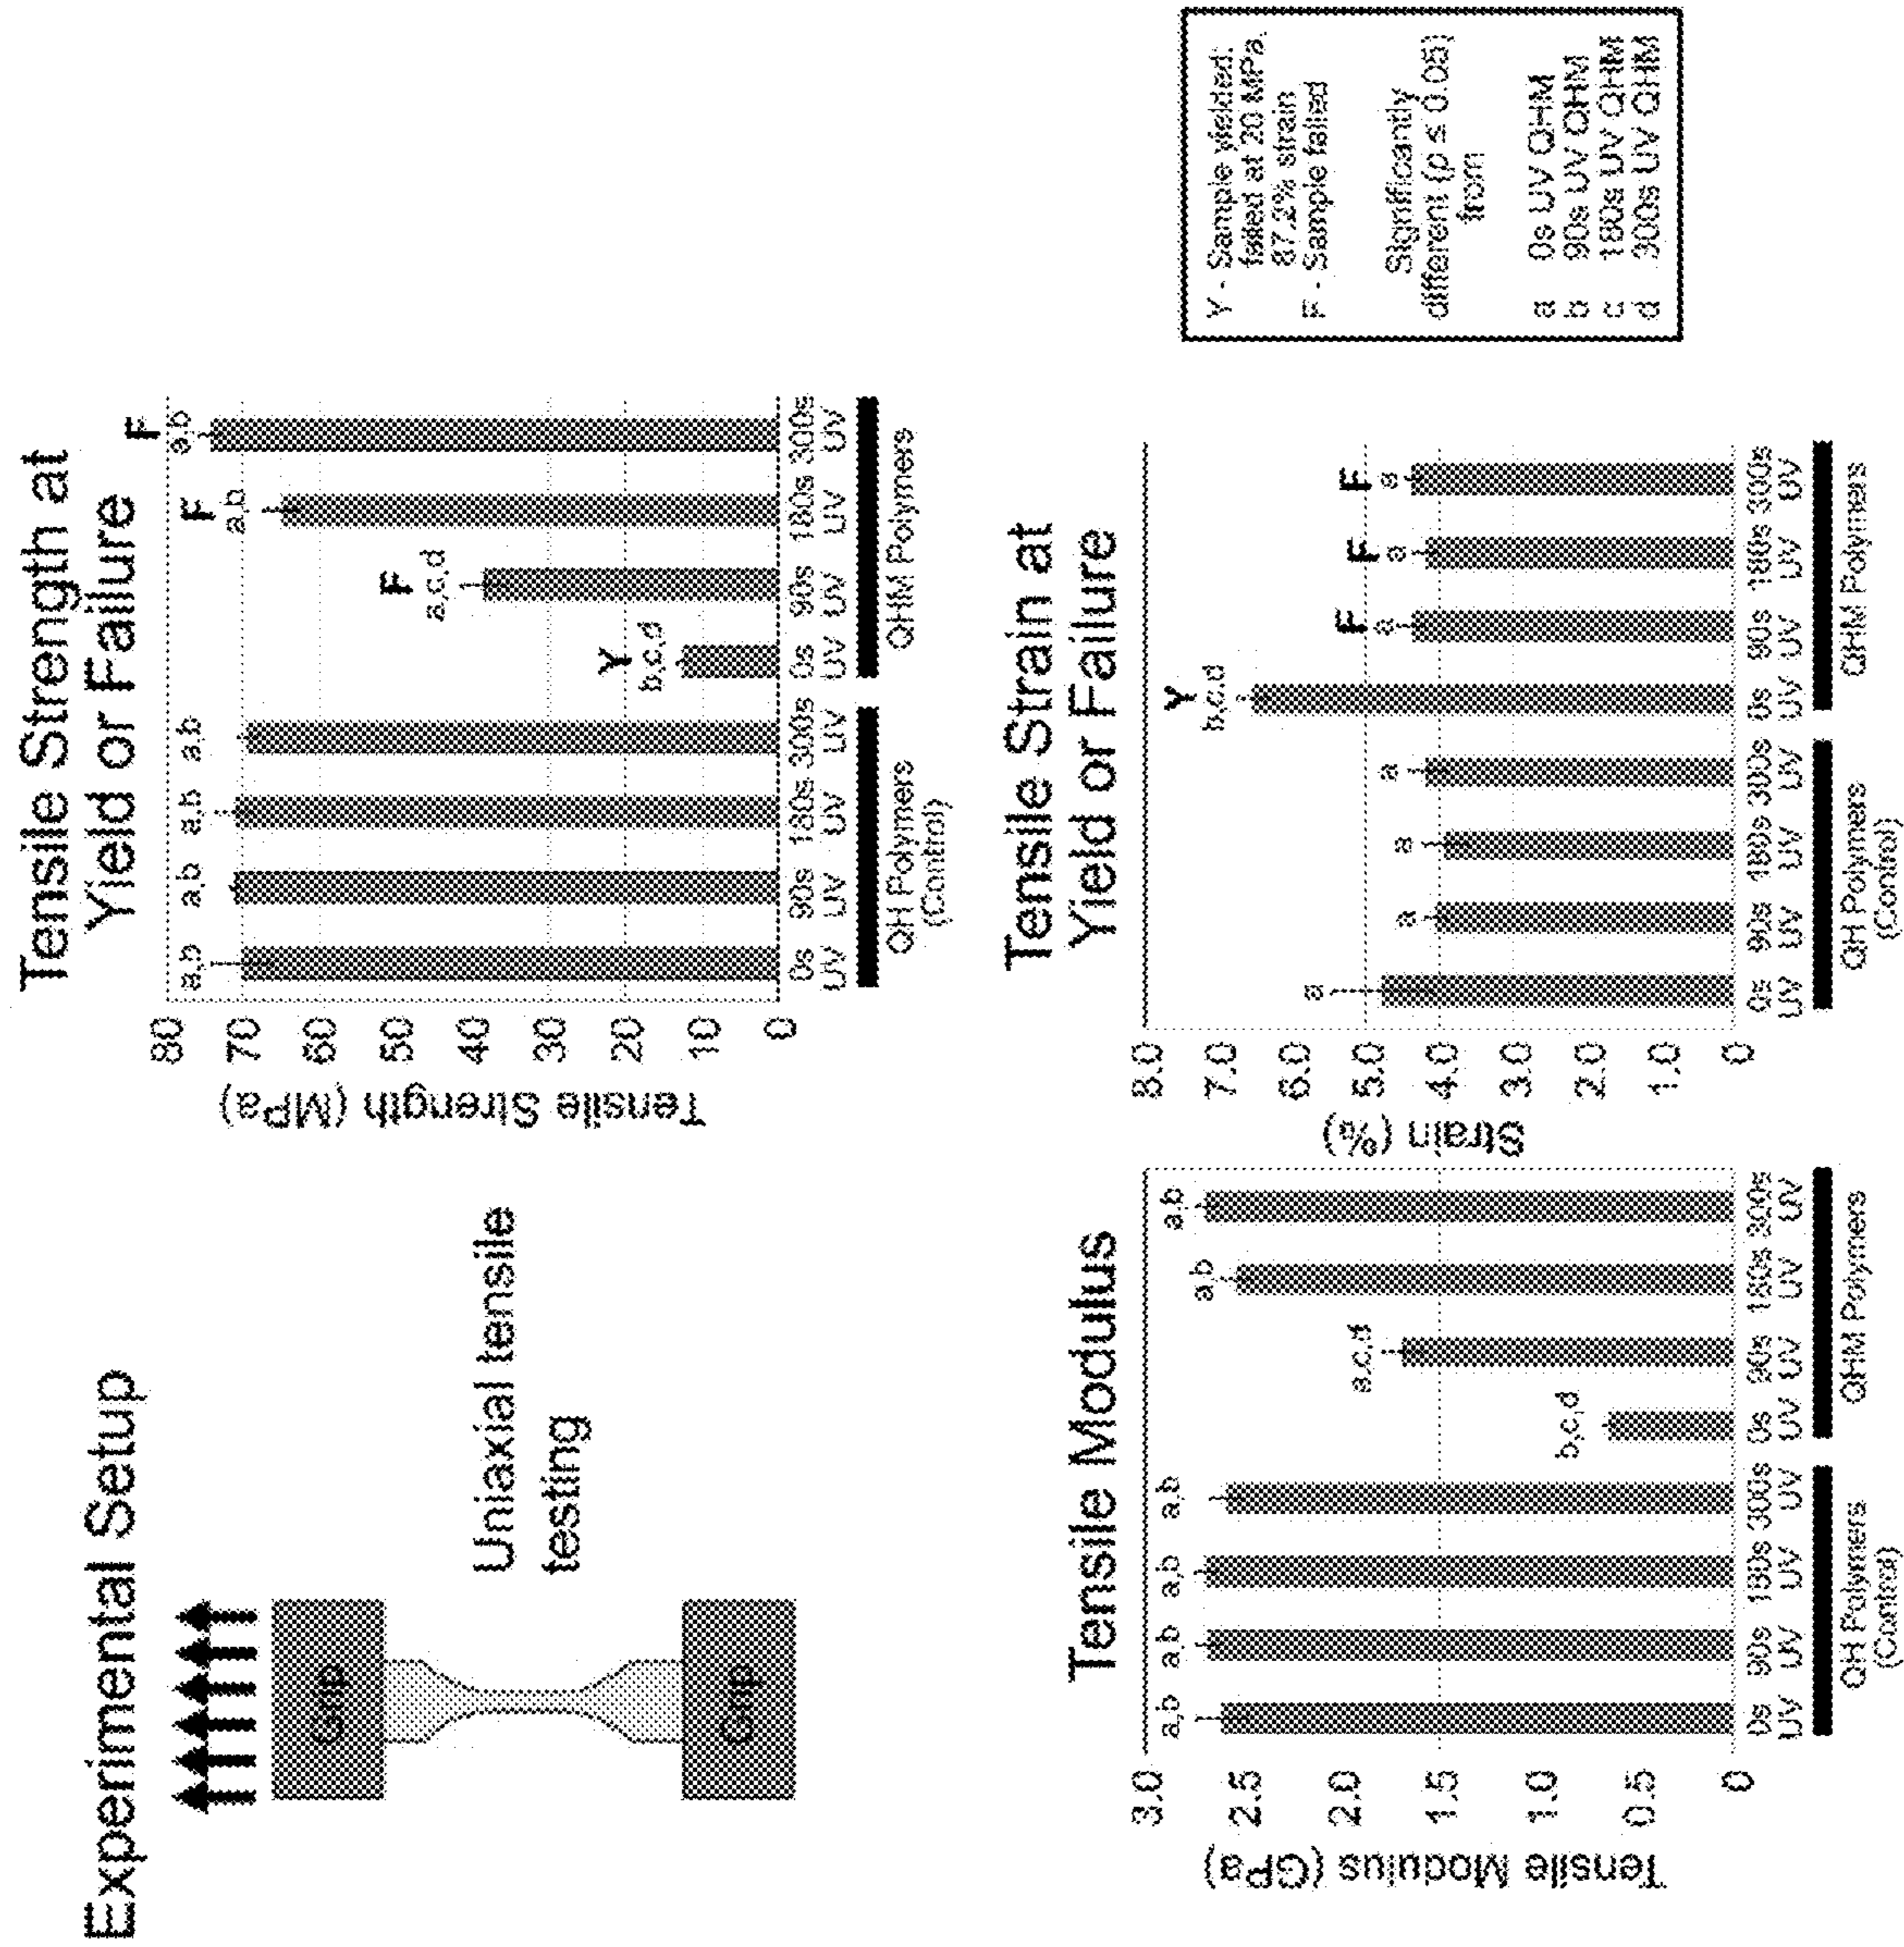 Experimental Setup
Grip
Grip
Uniaxial tensile
testing
Tensile Strength at
Yield or Failure
Tensile Strength (MPa)
80
70
60
50
40
30
20
10
0
a,b
a,b
a,b
a,b
Y
b,c,d
F
a,c,d
F
a,b
F
a,b
0s 90s 180s 300s 0s 90s 180s 300s
UV UV UV UV UV UV UV UV
QH Polymers
(Control)
QHM Polymers
Tensile Modulus
Tensile Modulus (GPa)
3.0
2.5
2.0
1.5
1.0
0.5
0
a,b
a,b
a,b
a,b
b,c,d
a,c,d
a,b
a,b
0s 90s 180s 300s 0s 90s 180s 300s
UV UV UV UV UV UV UV UV
QH Polymers
(Control)
QHM Polymers
Tensile Strain at
Yield or Failure
Strain (%)
8.0
7.0
6.0
5.0
4.0
3.0
2.0
1.0
0
a
a
a
a
Y
b,c,d
F
a
F
a
F
a
0s 90s 180s 300s 0s 90s 180s 300s
UV UV UV UV UV UV UV UV
QH Polymers
(Control)
QHM Polymers
Y - Sample yielded;
failed at 20 MPa,
87.2% strain
F - Sample failed
Significantly
different (p ≤ 0.05)
from
a 0s UV QHM
b 90s UV QHM
c 180s UV QHM
d 300s UV QHM